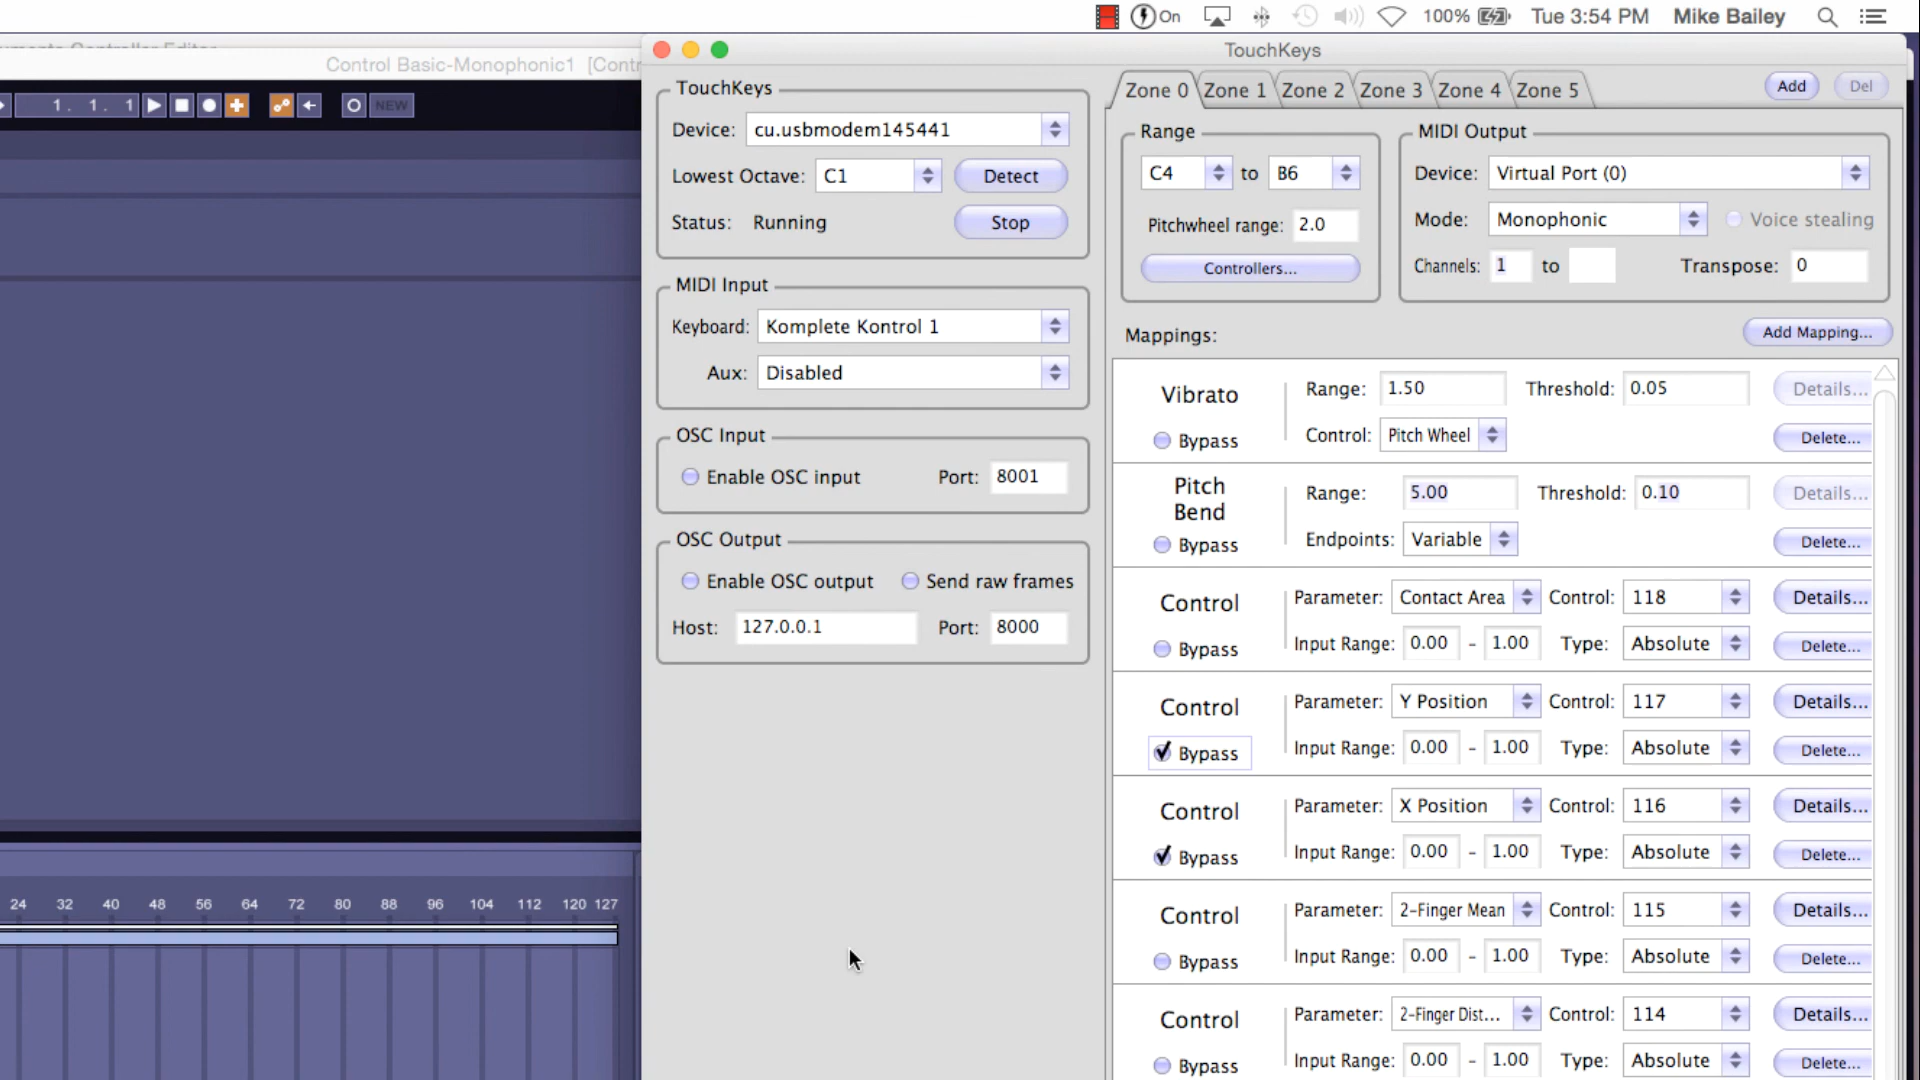 On 100% Tue 3:54 PM Mike Bailey
Control Basic-Monophonic1 [Contr
1. 1. 1 NEW
24 32 40 48 56 64 72 80 88 96 104 112 120 127
TouchKeys
TouchKeys
Device: cu.usbmodem145441
Lowest Octave: C1 Detect
Status: Running Stop
MIDI Input
Keyboard: Komplete Kontrol 1
Aux: Disabled
OSC Input
Enable OSC input Port: 8001
OSC Output
Enable OSC output Send raw frames
Host: 127.0.0.1 Port: 8000
Zone 0 Zone 1 Zone 2 Zone 3 Zone 4 Zone 5 Add Del
Range
C4 to B6
Pitchwheel range: 2.0
Controllers...
MIDI Output
Device: Virtual Port (0)
Mode: Monophonic Voice stealing
Channels: 1 to Transpose: 0
Mappings: Add Mapping...
Vibrato
Bypass
Range: 1.50 Threshold: 0.05 Details...
Control: Pitch Wheel Delete...
Pitch
Bend
Bypass
Range: 5.00 Threshold: 0.10 Details...
Endpoints: Variable Delete...
Control
Bypass
Parameter: Contact Area Control: 118 Details...
Input Range: 0.00 - 1.00 Type: Absolute Delete...
Control
Bypass
Parameter: Y Position Control: 117 Details...
Input Range: 0.00 - 1.00 Type: Absolute Delete...
Control
Bypass
Parameter: X Position Control: 116 Details...
Input Range: 0.00 - 1.00 Type: Absolute Delete...
Control
Bypass
Parameter: 2-Finger Mean Control: 115 Details...
Input Range: 0.00 - 1.00 Type: Absolute Delete...
Control
Bypass
Parameter: 2-Finger Dist... Control: 114 Details...
Input Range: 0.00 - 1.00 Type: Absolute Delete...